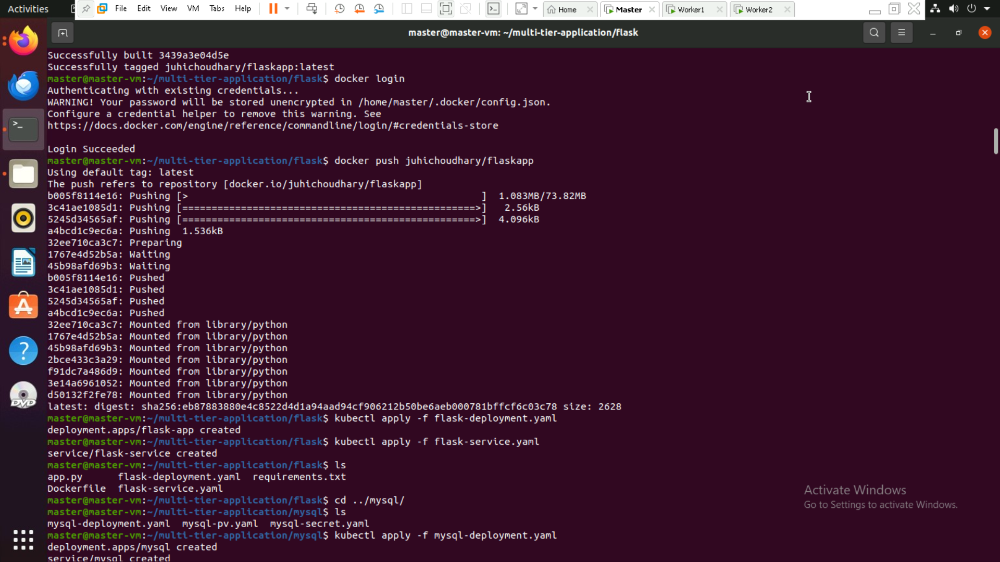 Activities
File Edit View VM Tabs Help
Home Master Worker1 Worker2
master@master-vm: ~/multi-tier-application/flask
Successfully built 3439a3e04d5e
Successfully tagged juhichoudhary/flaskapp:latest
master@master-vm:~/multi-tier-application/flask$ docker login
Authenticating with existing credentials...
WARNING! Your password will be stored unencrypted in /home/master/.docker/config.json.
Configure a credential helper to remove this warning. See
https://docs.docker.com/engine/reference/commandline/login/#credentials-store
Login Succeeded
master@master-vm:~/multi-tier-application/flask$ docker push juhichoudhary/flaskapp
Using default tag: latest
The push refers to repository [docker.io/juhichoudhary/flaskapp]
b005f8114e16: Pushing [>                                                  ]  1.083MB/73.82MB
3c41ae1085d1: Pushing [==================================================>]   2.56kB
5245d34565af: Pushing [==================================================>]  4.096kB
a4bcd1c9ec6a: Pushing  1.536kB
32ee710ca3c7: Preparing
1767e4d52b5a: Waiting
45b98afd69b3: Waiting
b005f8114e16: Pushed
3c41ae1085d1: Pushed
5245d34565af: Pushed
a4bcd1c9ec6a: Pushed
32ee710ca3c7: Mounted from library/python
1767e4d52b5a: Mounted from library/python
45b98afd69b3: Mounted from library/python
2bce433c3a29: Mounted from library/python
f91dc7a486d9: Mounted from library/python
3e14a6961052: Mounted from library/python
d50132f2fe78: Mounted from library/python
latest: digest: sha256:eb87883880e4c8522d4d1a94aad94cf906212b50be6aeb000781bffcf6c03c78 size: 2628
master@master-vm:~/multi-tier-application/flask$ kubectl apply -f flask-deployment.yaml
deployment.apps/flask-app created
master@master-vm:~/multi-tier-application/flask$ kubectl apply -f flask-service.yaml
service/flask-service created
master@master-vm:~/multi-tier-application/flask$ ls
app.py      flask-deployment.yaml  requirements.txt
Dockerfile  flask-service.yaml
master@master-vm:~/multi-tier-application/flask$ cd ../mysql/
master@master-vm:~/multi-tier-application/mysql$ ls
mysql-deployment.yaml  mysql-pv.yaml  mysql-secret.yaml
master@master-vm:~/multi-tier-application/mysql$ kubectl apply -f mysql-deployment.yaml
deployment.apps/mysql created
service/mysql created
Activate Windows
Go to Settings to activate Windows.
DVD